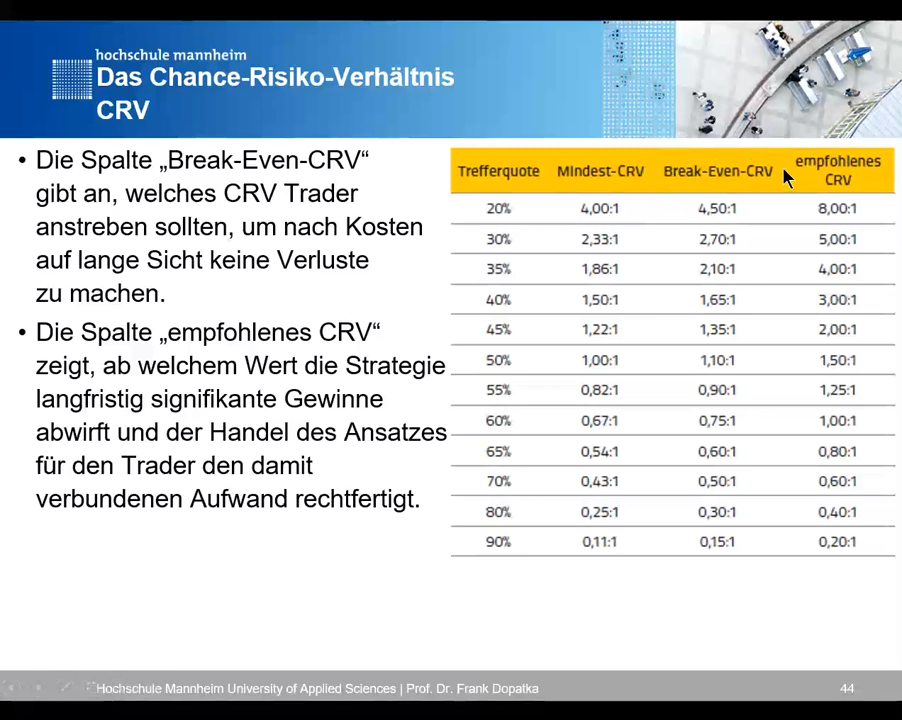 hochschule mannheim
Das Chance-Risiko-Verhältnis
CRV
• Die Spalte „Break-Even-CRV“
gibt an, welches CRV Trader
anstreben sollten, um nach Kosten
auf lange Sicht keine Verluste
zu machen.
• Die Spalte „empfohlenes CRV“
zeigt, ab welchem Wert die Strategie
langfristig signifikante Gewinne
abwirft und der Handel des Ansatzes
für den Trader den damit
verbundenen Aufwand rechtfertigt.
Trefferquote Mindest-CRV Break-Even-CRV empfohlenes CRV
20% 4,00:1 4,50:1 8,00:1
30% 2,33:1 2,70:1 5,00:1
35% 1,86:1 2,10:1 4,00:1
40% 1,50:1 1,65:1 3,00:1
45% 1,22:1 1,35:1 2,00:1
50% 1,00:1 1,10:1 1,50:1
55% 0,82:1 0,90:1 1,25:1
60% 0,67:1 0,75:1 1,00:1
65% 0,54:1 0,60:1 0,80:1
70% 0,43:1 0,50:1 0,60:1
80% 0,25:1 0,30:1 0,40:1
90% 0,11:1 0,15:1 0,20:1
Hochschule Mannheim University of Applied Sciences | Prof. Dr. Frank Dopatka 44